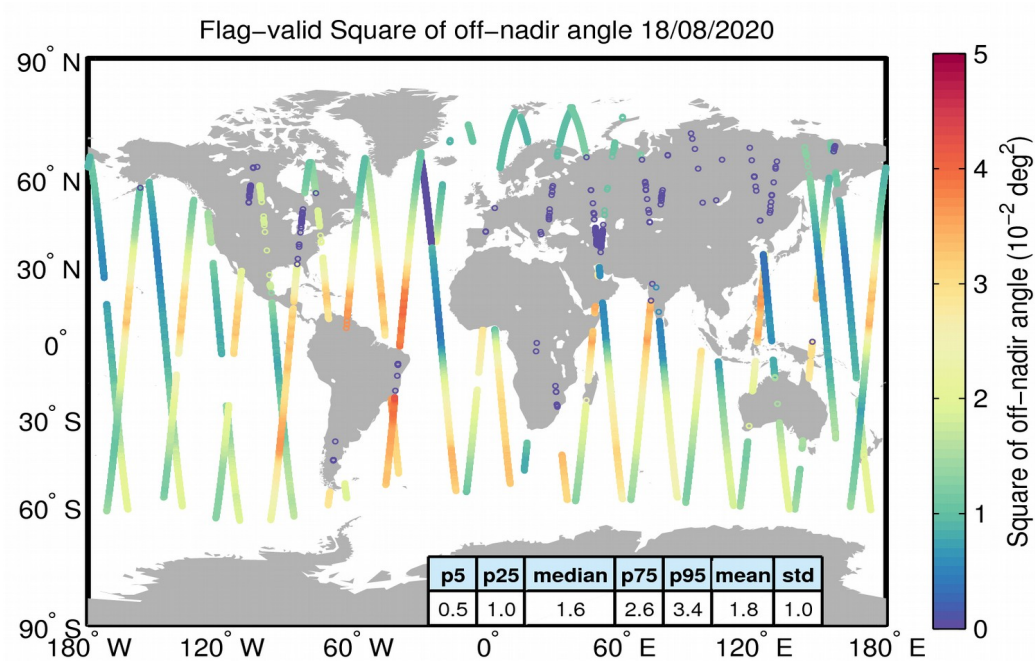 Flag−valid Square of off−nadir angle 18/08/2020
90° N
60° N
30° N
0°
30° S
60° S
90° S
180° W
120° W
60° W
0°
60° E
120° E
180° E
p5 p25 median p75 p95 mean std
0.5 1.0 1.6 2.6 3.4 1.8 1.0
5
4
3
2
1
0
Square of off−nadir angle (10⁻² deg²)